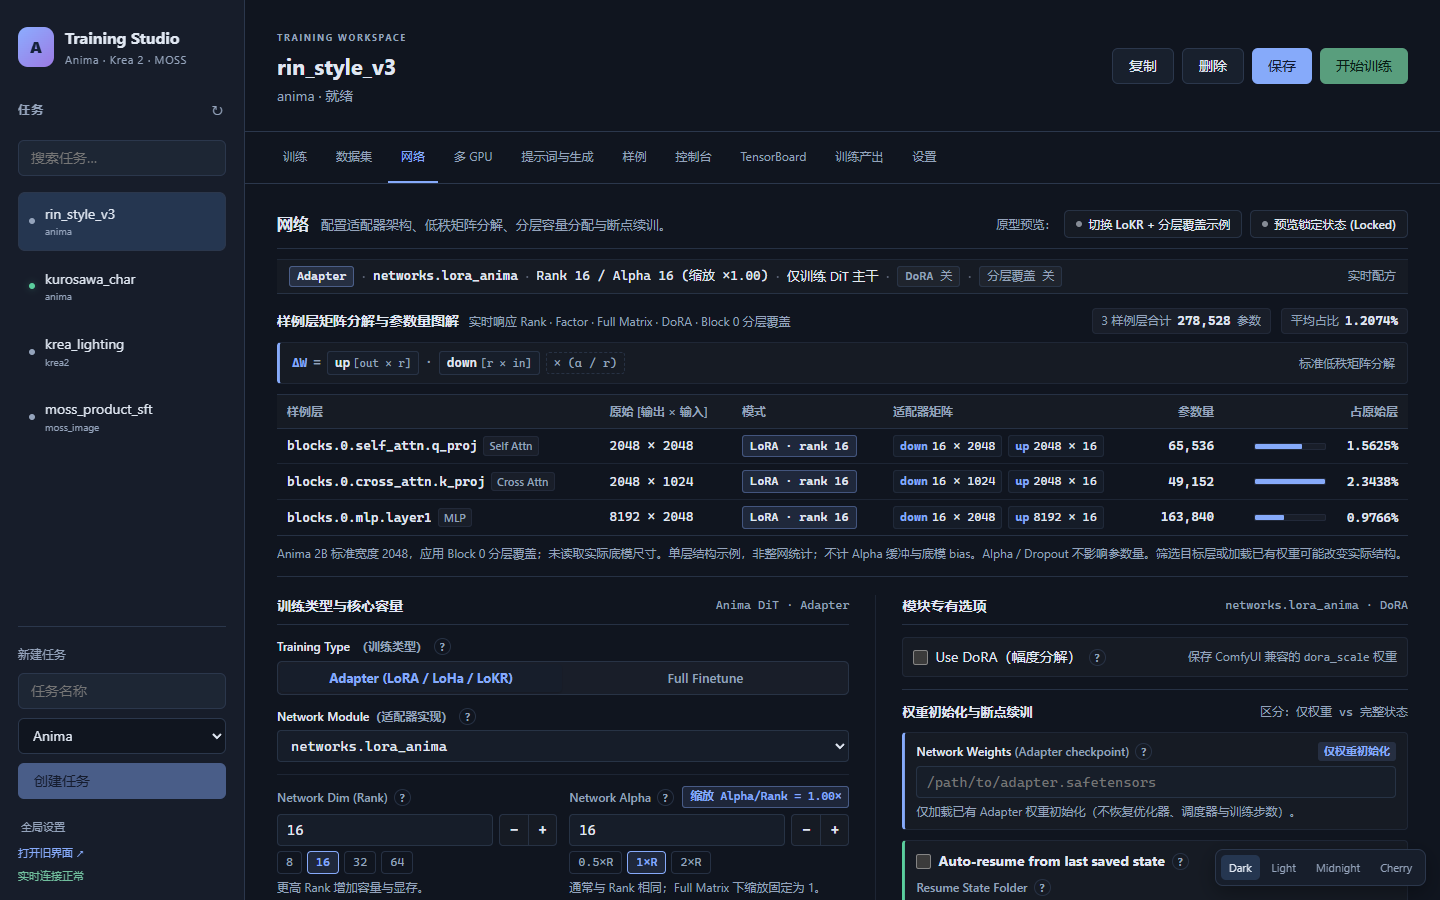 A
Training Studio
Anima · Krea 2 · MOSS
任务
↻
搜索任务...
rin_style_v3
anima
kurosawa_char
anima
krea_lighting
krea2
moss_product_sft
moss_image
新建任务
任务名称
Anima
创建任务
全局设置
打开旧界面 ↗
实时连接正常
TRAINING WORKSPACE
rin_style_v3
anima · 就绪
复制 删除 保存 开始训练
训练 数据集 网络 多 GPU 提示词与生成 样例 控制台 TensorBoard 训练产出 设置
网络 配置适配器架构、低秩矩阵分解、分层容量分配与断点续训。 原型预览: 切换 LoKR + 分层覆盖示例 预览锁定状态 (Locked)
Adapter · networks.lora_anima · Rank 16 / Alpha 16 (缩放 ×1.00) · 仅训练 DiT 主干 · DoRA 关 · 分层覆盖 关 实时配方
样例层矩阵分解与参数量图解 实时响应 Rank · Factor · Full Matrix · DoRA · Block 0 分层覆盖 3 样例层合计 278,528 参数 平均占比 1.2074%
ΔW = up [out × r] · down [r × in] × (α / r) 标准低秩矩阵分解
样例层 原始 [输出 × 输入] 模式 适配器矩阵 参数量 占原始层
blocks.0.self_attn.q_proj Self Attn 2048 × 2048 LoRA · rank 16 down 16 × 2048 up 2048 × 16 65,536 1.5625%
blocks.0.cross_attn.k_proj Cross Attn 2048 × 1024 LoRA · rank 16 down 16 × 1024 up 2048 × 16 49,152 2.3438%
blocks.0.mlp.layer1 MLP 8192 × 2048 LoRA · rank 16 down 16 × 2048 up 8192 × 16 163,840 0.9766%
Anima 2B 标准宽度 2048，应用 Block 0 分层覆盖；未读取实际底模尺寸。单层结构示例，非整网统计；不计 Alpha 缓冲与底模 bias。Alpha / Dropout 不影响参数量。筛选目标层或加载已有权重可能改变实际结构。
训练类型与核心容量 Anima DiT · Adapter
Training Type (训练类型) ?
Adapter (LoRA / LoHa / LoKR) Full Finetune
Network Module (适配器实现) ?
networks.lora_anima
Network Dim (Rank) ?
16 − +
8 16 32 64
更高 Rank 增加容量与显存。
Network Alpha ? 缩放 Alpha/Rank = 1.00×
16 − +
0.5×R 1×R 2×R
通常与 Rank 相同；Full Matrix 下缩放固定为 1。
模块专有选项 networks.lora_anima · DoRA
Use DoRA（幅度分解） ? 保存 ComfyUI 兼容的 dora_scale 权重
权重初始化与断点续训 区分: 仅权重 vs 完整状态
Network Weights (Adapter checkpoint) ? 仅权重初始化
/path/to/adapter.safetensors
仅加载已有 Adapter 权重初始化（不恢复优化器、调度器与训练步数）。
Auto-resume from last saved state ?
Resume State Folder ?
Dark Light Midnight Cherry